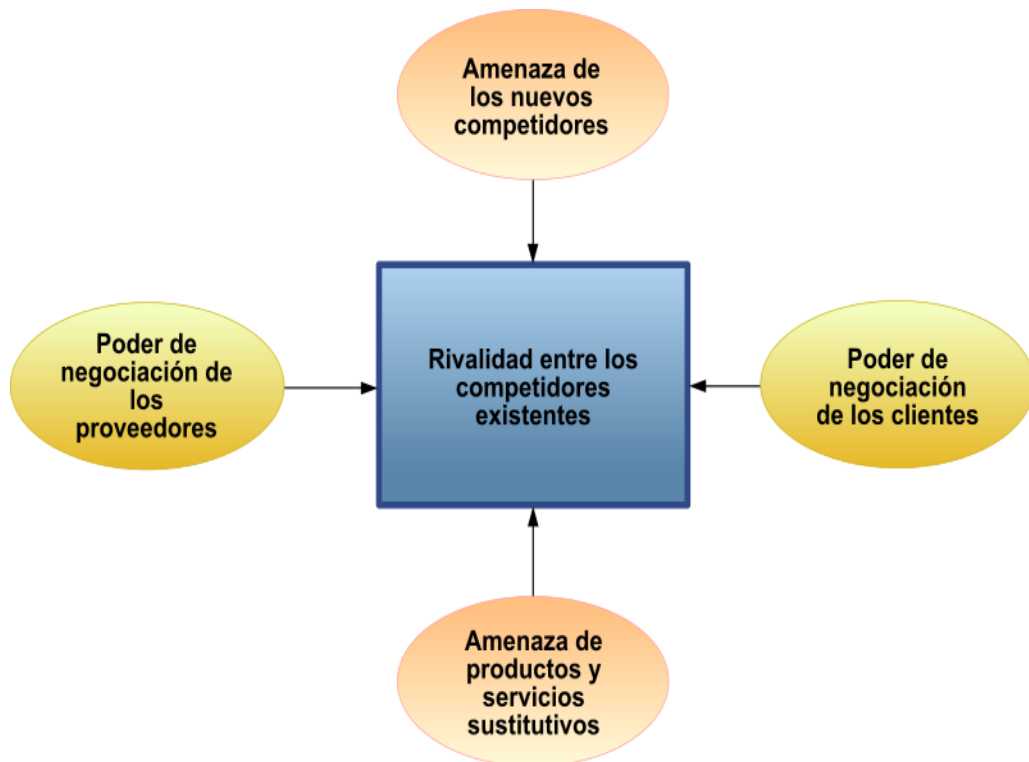 Amenaza de
los nuevos
competidores
Poder de
negociación de
los
proveedores
Rivalidad entre los
competidores
existentes
Poder de
negociación
de los clientes
Amenaza de
productos y
servicios
sustitutivos